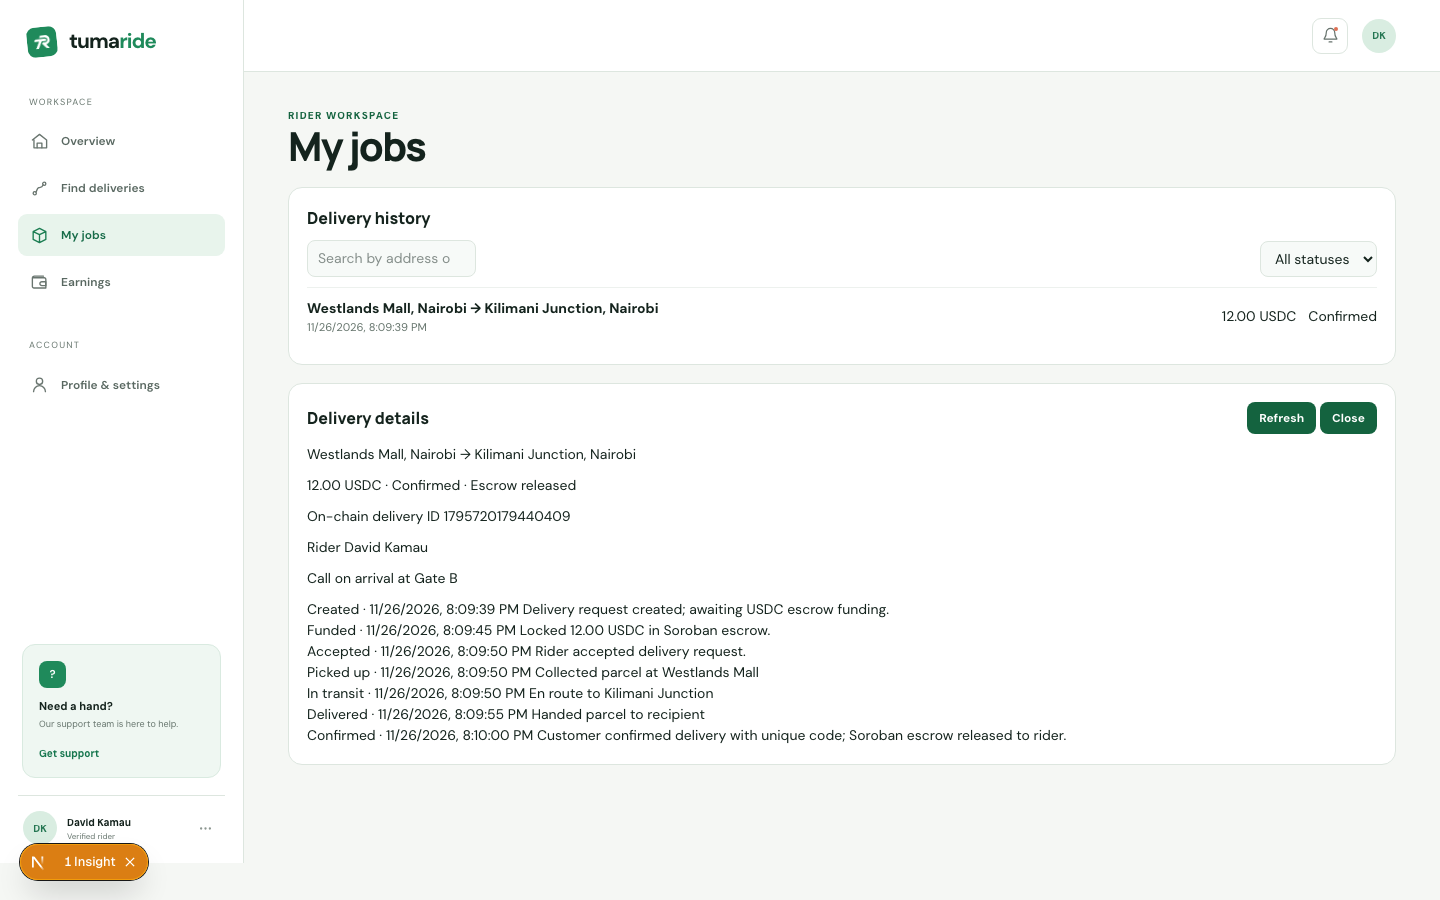 tumaride
DK
WORKSPACE
Overview
Find deliveries
My jobs
Earnings
ACCOUNT
Profile & settings
?
Need a hand?
Our support team is here to help.
Get support
DK
David Kamau
Verified rider
1 Insight
RIDER WORKSPACE
My jobs
Delivery history
Search by address o
All statuses
Westlands Mall, Nairobi → Kilimani Junction, Nairobi
11/26/2026, 8:09:39 PM
12.00 USDC Confirmed
Delivery details
Refresh Close
Westlands Mall, Nairobi → Kilimani Junction, Nairobi
12.00 USDC · Confirmed · Escrow released
On-chain delivery ID 1795720179440409
Rider David Kamau
Call on arrival at Gate B
Created · 11/26/2026, 8:09:39 PM Delivery request created; awaiting USDC escrow funding.
Funded · 11/26/2026, 8:09:45 PM Locked 12.00 USDC in Soroban escrow.
Accepted · 11/26/2026, 8:09:50 PM Rider accepted delivery request.
Picked up · 11/26/2026, 8:09:50 PM Collected parcel at Westlands Mall
In transit · 11/26/2026, 8:09:50 PM En route to Kilimani Junction
Delivered · 11/26/2026, 8:09:55 PM Handed parcel to recipient
Confirmed · 11/26/2026, 8:10:00 PM Customer confirmed delivery with unique code; Soroban escrow released to rider.